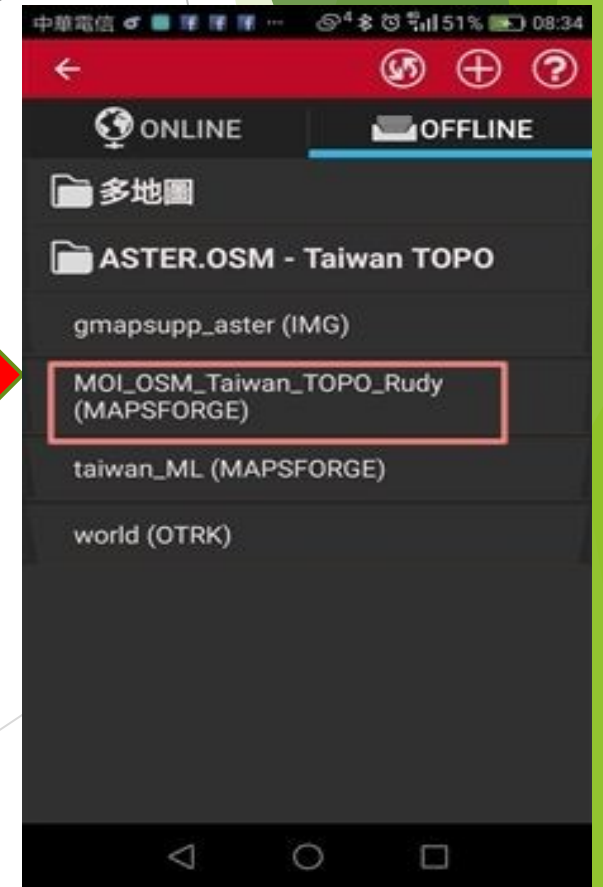 中華電信 51% 08:34
ONLINE OFFLINE
多地圖
ASTER.OSM - Taiwan TOPO
gmapsupp_aster (IMG)
MOI_OSM_Taiwan_TOPO_Rudy
(MAPSFORGE)
taiwan_ML (MAPSFORGE)
world (OTRK)